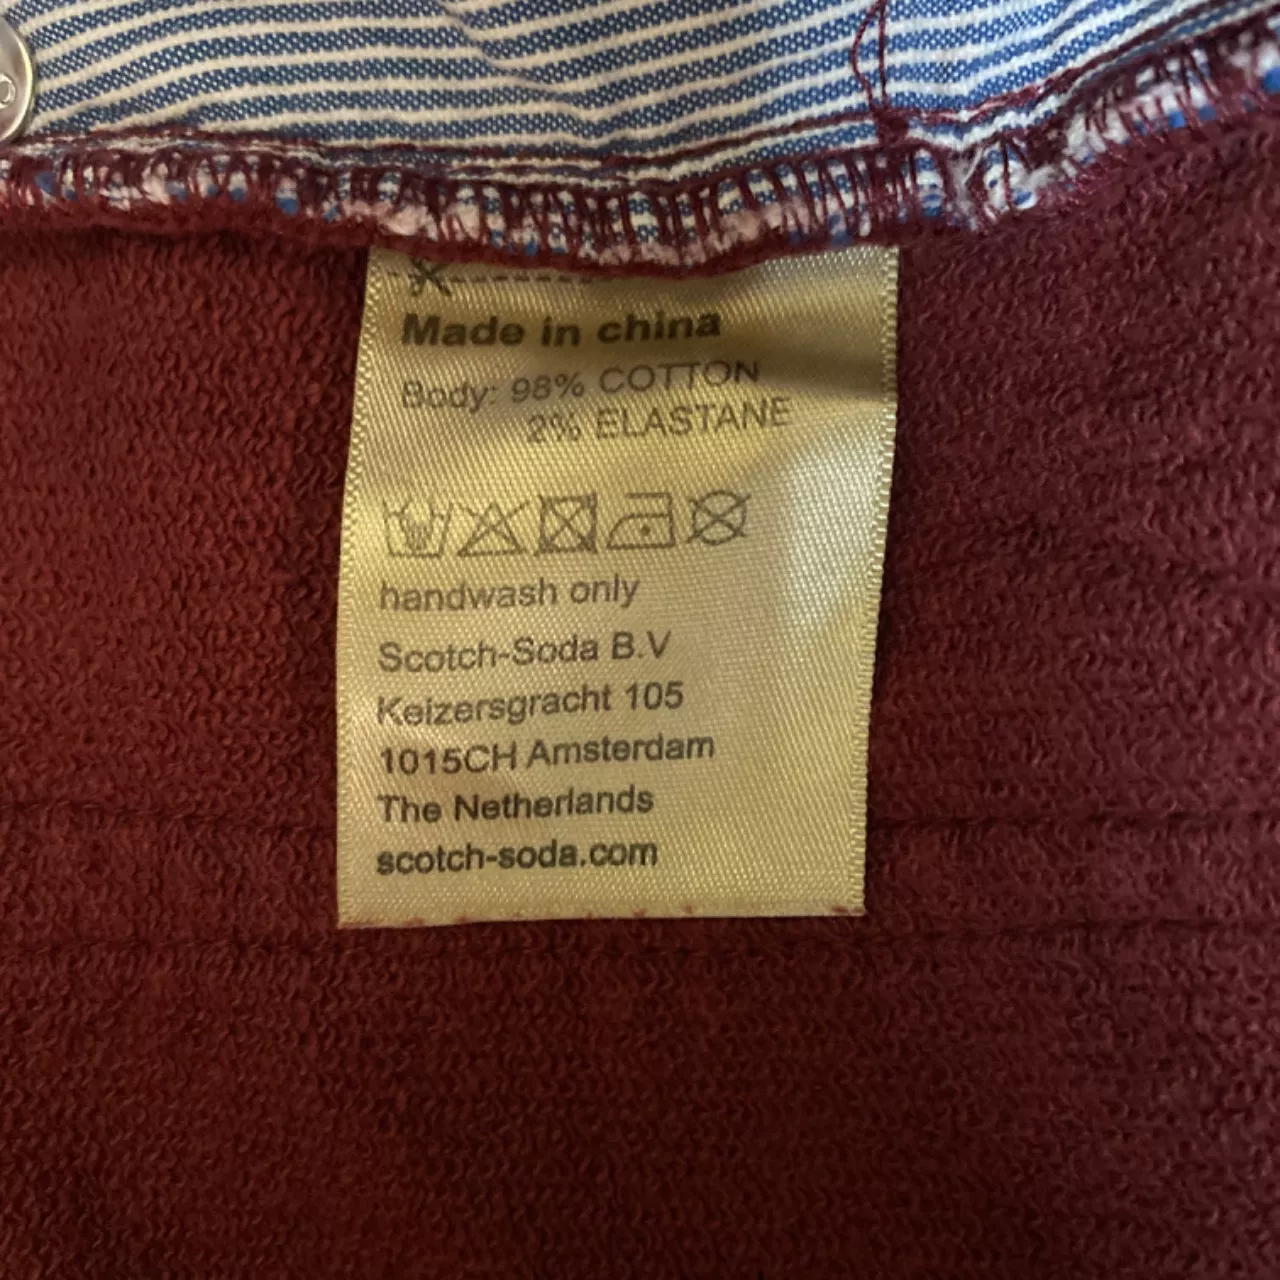 Made in china
Body: 98% COTTON
2% ELASTANE
handwash only
Scotch-Soda B.V
Keizersgracht 105
1015CH Amsterdam
The Netherlands
scotch-soda.com